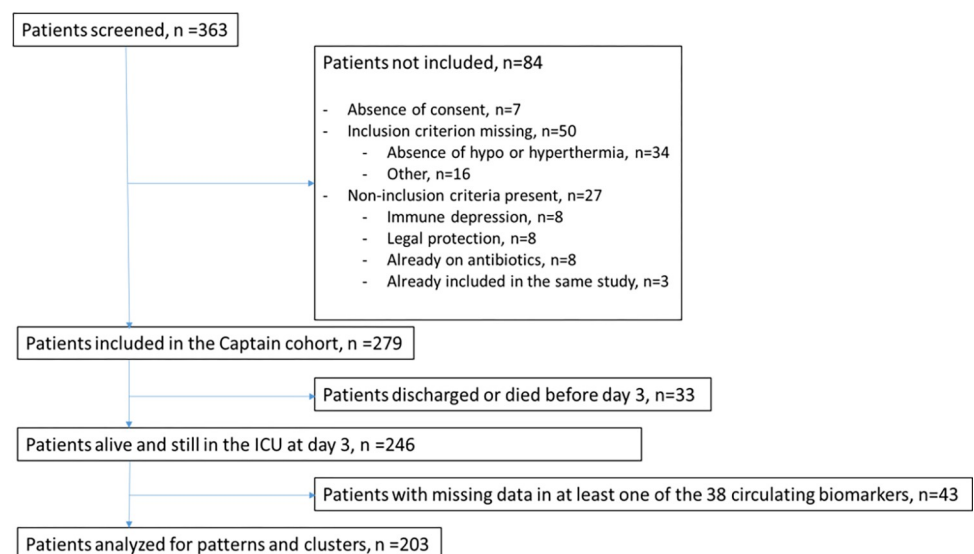 Patients screened, n =363
Patients not included, n=84
- Absence of consent, n=7
- Inclusion criterion missing, n=50
- Absence of hypo or hyperthermia, n=34
- Other, n=16
- Non-inclusion criteria present, n=27
- Immune depression, n=8
- Legal protection, n=8
- Already on antibiotics, n=8
- Already included in the same study, n=3
Patients included in the Captain cohort, n =279
Patients discharged or died before day 3, n=33
Patients alive and still in the ICU at day 3, n =246
Patients with missing data in at least one of the 38 circulating biomarkers, n=43
Patients analyzed for patterns and clusters, n =203